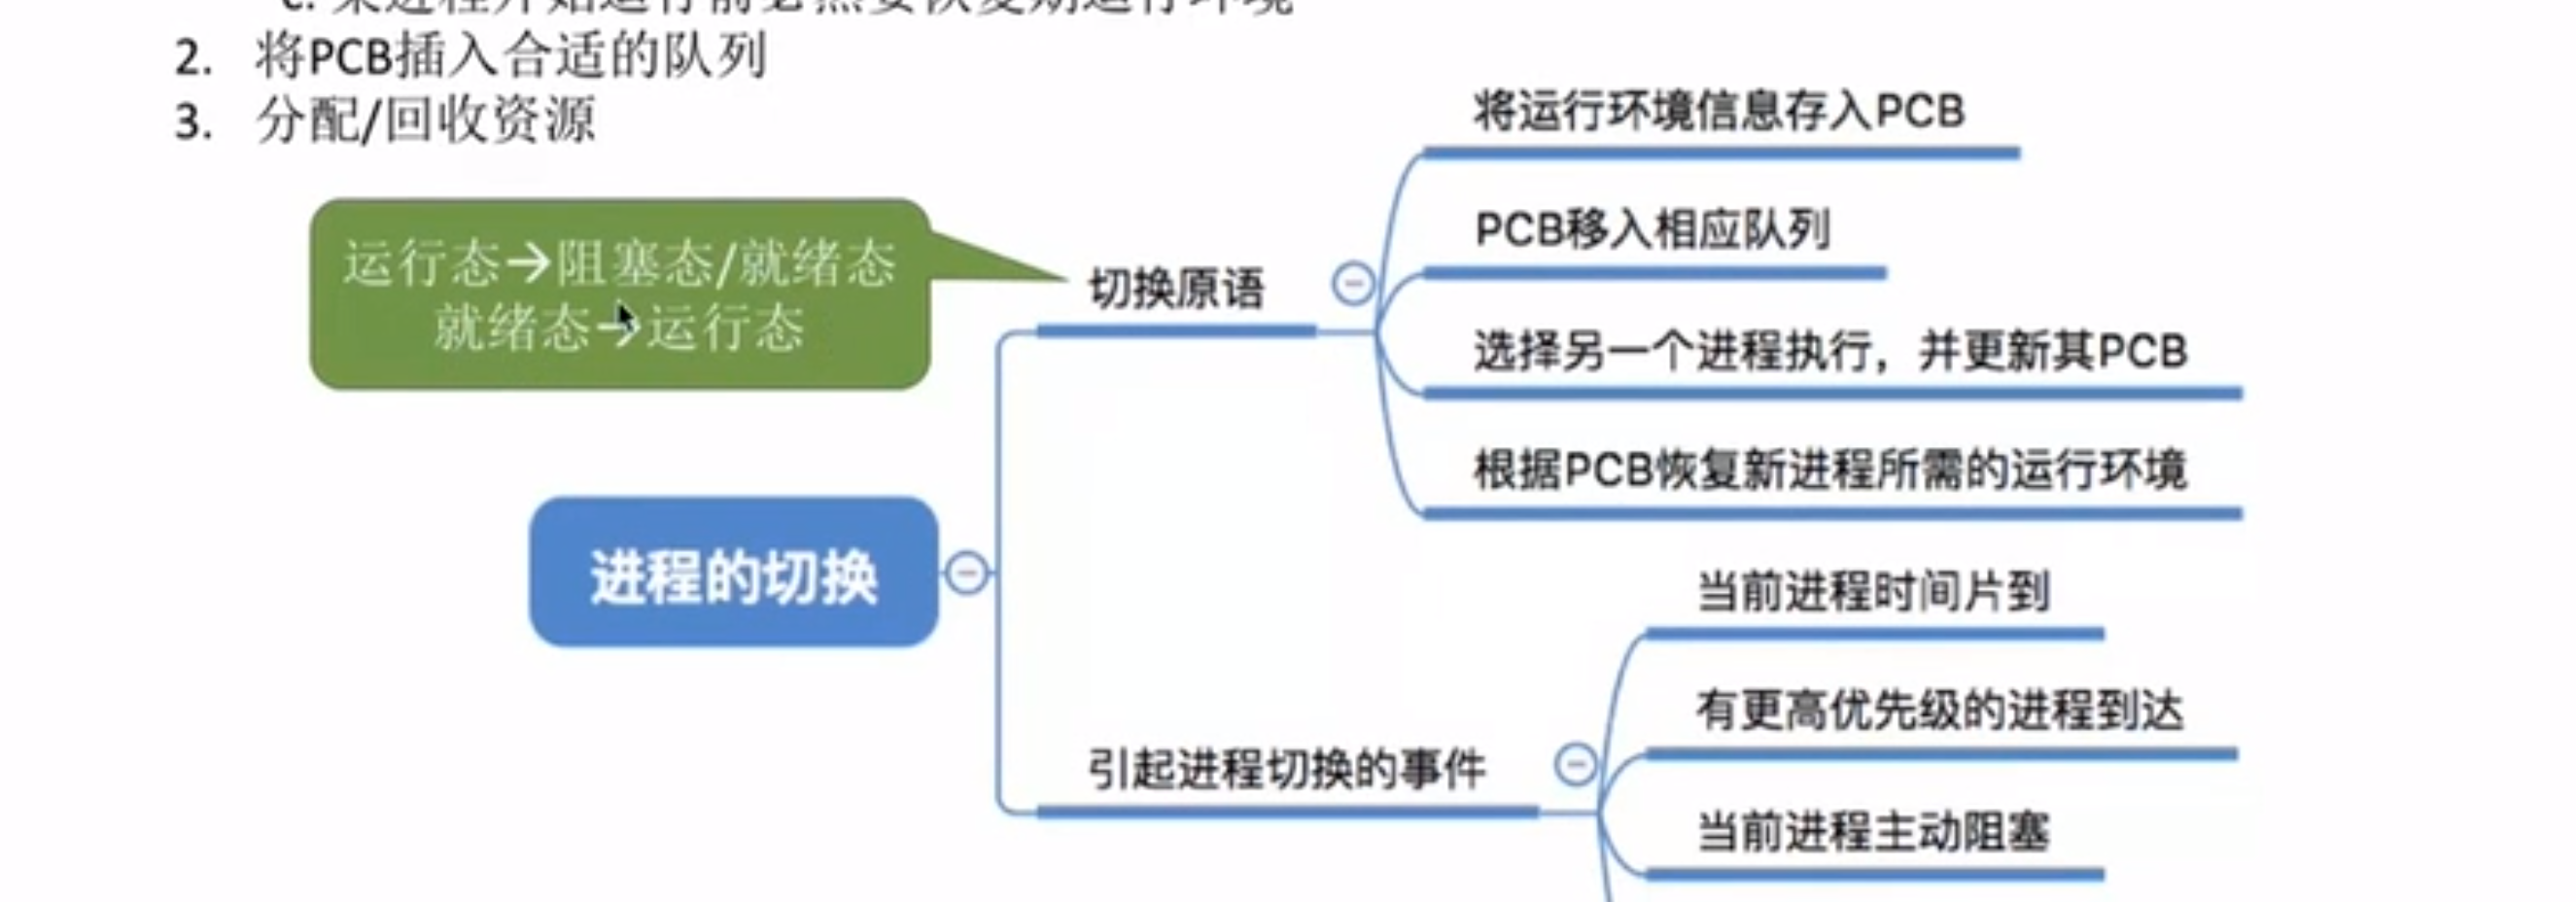 2. 将PCB插入合适的队列
3. 分配/回收资源
运行态→阻塞态/就绪态
就绪态→运行态
切换原语
将运行环境信息存入PCB
PCB移入相应队列
选择另一个进程执行，并更新其PCB
根据PCB恢复新进程所需的运行环境
进程的切换
引起进程切换的事件
当前进程时间片到
有更高优先级的进程到达
当前进程主动阻塞